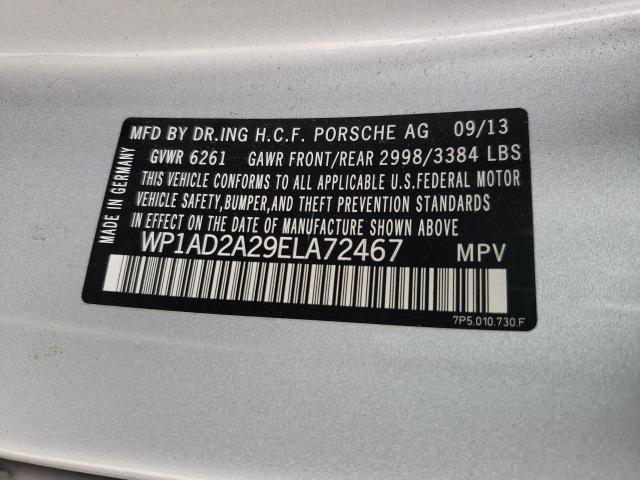 MFD BY DR.ING H.C.F. PORSCHE AG 09/13
GVWR 6261 GAWR FRONT/REAR 2998/3384 LBS
THIS VEHICLE CONFORMS TO ALL APPLICABLE U.S.FEDERAL MOTOR
VEHICLE SAFETY,BUMPER,AND THEFT PREVENTION STANDARDS
IN EFFECT ON THE DATE OF MANUFACTURE SHOWN ABOVE.
WP1AD2A29ELA72467 MPV
7P5.010.730.F
MADE IN GERMANY